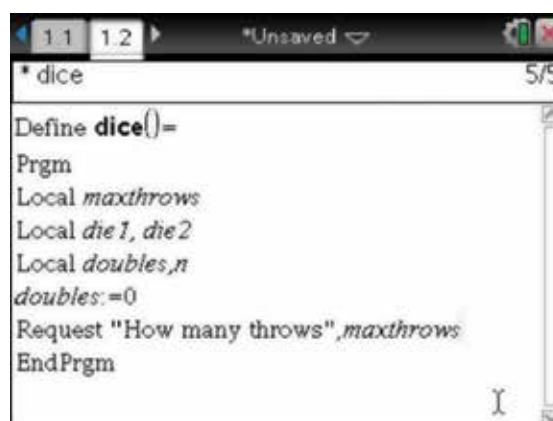 1.1 1.2 *Unsaved
* dice 5/5
Define dice()=
Prgm
Local maxthrows
Local die1, die2
Local doubles,n
doubles:=0
Request "How many throws",maxthrows
EndPrgm